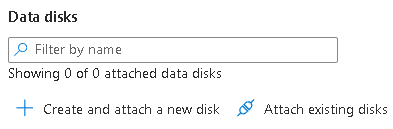 Data disks
Filter by name
Showing 0 of 0 attached data disks
Create and attach a new disk Attach existing disks